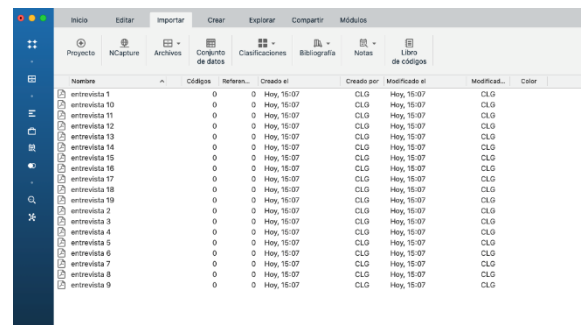 Inicio Editar Importar Crear Explorar Compartir Módulos
Proyecto NCapture Archivos Conjunto de datos Clasificaciones Bibliografía Notas Libro de códigos
Nombre Códigos Referen... Creado el Creado por Modificado el Modificad... Color
entrevista 1 0 0 Hoy, 15:07 CLG Hoy, 15:07 CLG
entrevista 10 0 0 Hoy, 15:07 CLG Hoy, 15:07 CLG
entrevista 11 0 0 Hoy, 15:07 CLG Hoy, 15:07 CLG
entrevista 12 0 0 Hoy, 15:07 CLG Hoy, 15:07 CLG
entrevista 13 0 0 Hoy, 15:07 CLG Hoy, 15:07 CLG
entrevista 14 0 0 Hoy, 15:07 CLG Hoy, 15:07 CLG
entrevista 15 0 0 Hoy, 15:07 CLG Hoy, 15:07 CLG
entrevista 16 0 0 Hoy, 15:07 CLG Hoy, 15:07 CLG
entrevista 17 0 0 Hoy, 15:07 CLG Hoy, 15:07 CLG
entrevista 18 0 0 Hoy, 15:07 CLG Hoy, 15:07 CLG
entrevista 19 0 0 Hoy, 15:07 CLG Hoy, 15:07 CLG
entrevista 2 0 0 Hoy, 15:07 CLG Hoy, 15:07 CLG
entrevista 3 0 0 Hoy, 15:07 CLG Hoy, 15:07 CLG
entrevista 4 0 0 Hoy, 15:07 CLG Hoy, 15:07 CLG
entrevista 5 0 0 Hoy, 15:07 CLG Hoy, 15:07 CLG
entrevista 6 0 0 Hoy, 15:07 CLG Hoy, 15:07 CLG
entrevista 7 0 0 Hoy, 15:07 CLG Hoy, 15:07 CLG
entrevista 8 0 0 Hoy, 15:07 CLG Hoy, 15:07 CLG
entrevista 9 0 0 Hoy, 15:07 CLG Hoy, 15:07 CLG